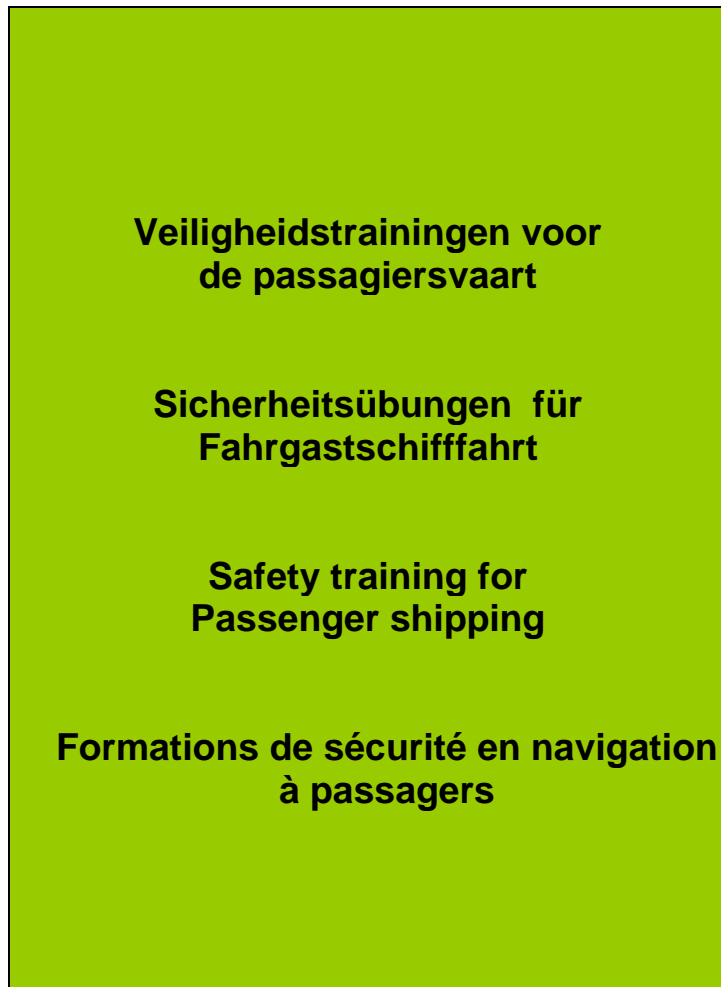 Veiligheidstrainingen voor
de passagiersvaart
Sicherheitsübungen für
Fahrgastschifffahrt
Safety training for
Passenger shipping
Formations de sécurité en navigation
à passagers